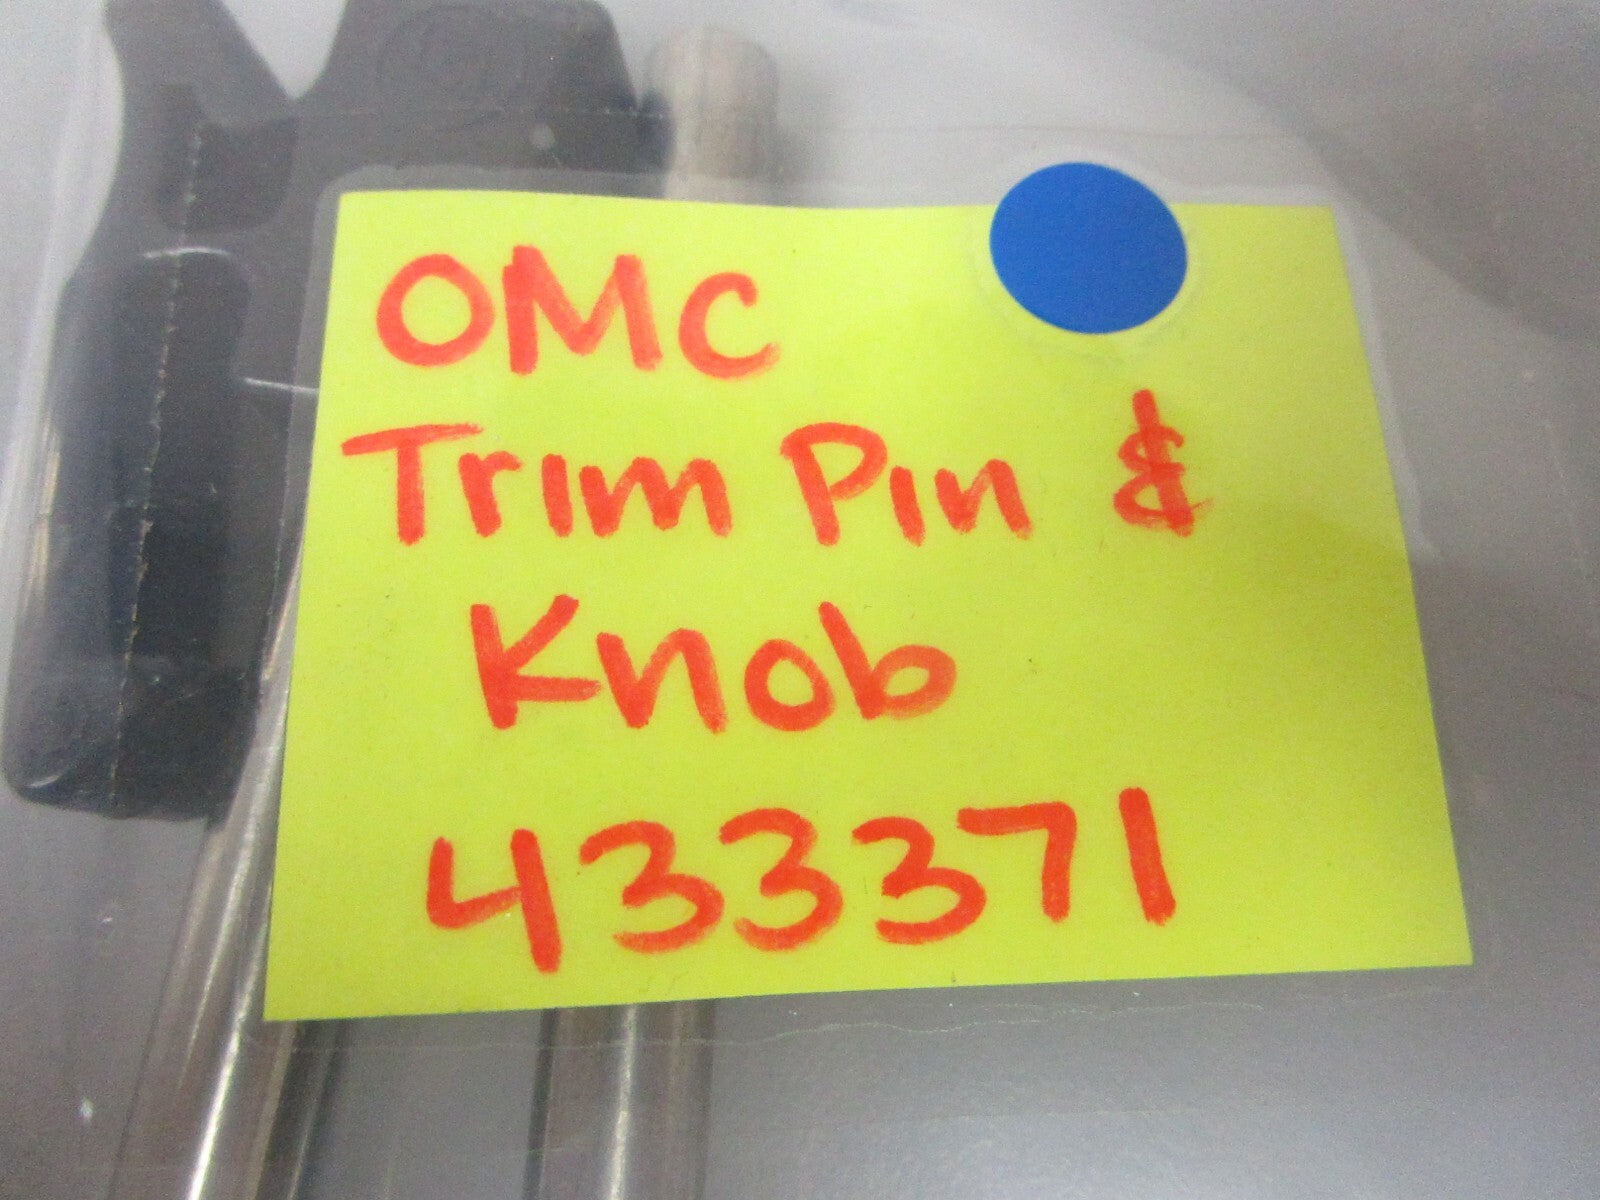 OMC
Trim Pin &
Knob
433371